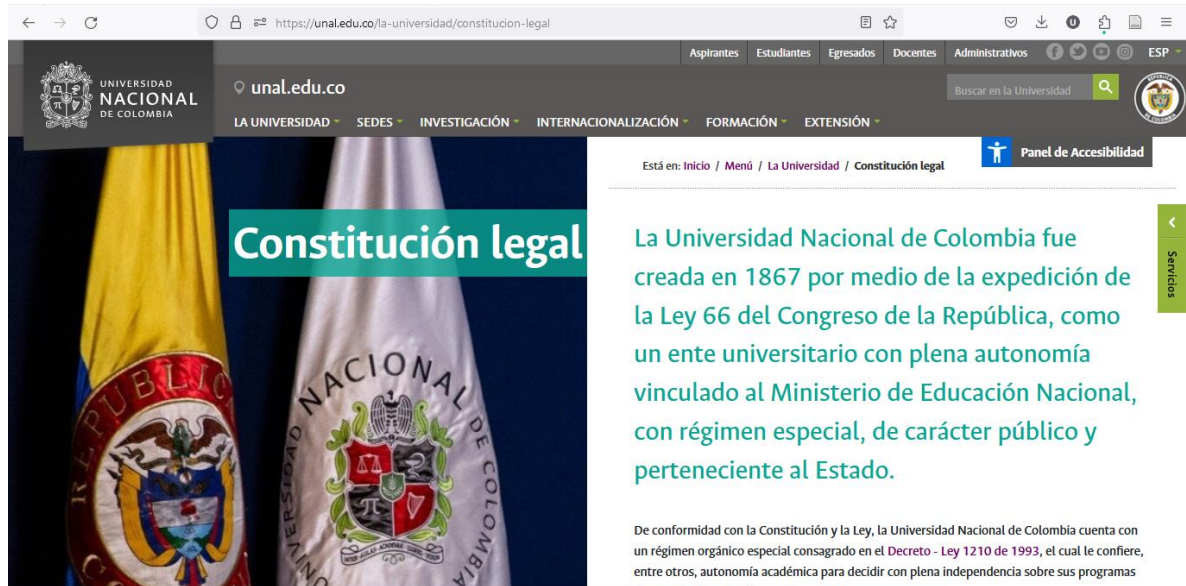 https://unal.edu.co/la-universidad/constitucion-legal
Aspirantes Estudiantes Egresados Docentes Administrativos ESP
UNIVERSIDAD
NACIONAL
DE COLOMBIA
unal.edu.co
Buscar en la Universidad
LA UNIVERSIDAD SEDES INVESTIGACIÓN INTERNACIONALIZACIÓN FORMACIÓN EXTENSIÓN
Panel de Accesibilidad
Está en: Inicio / Menú / La Universidad / Constitución legal
Constitución legal
La Universidad Nacional de Colombia fue
creada en 1867 por medio de la expedición de
la Ley 66 del Congreso de la República, como
un ente universitario con plena autonomía
vinculado al Ministerio de Educación Nacional,
con régimen especial, de carácter público y
perteneciente al Estado.
Servicios
De conformidad con la Constitución y la Ley, la Universidad Nacional de Colombia cuenta con
un régimen orgánico especial consagrado en el Decreto - Ley 1210 de 1993, el cual le confiere,
entre otros, autonomía académica para decidir con plena independencia sobre sus programas
REPUBLIC
UNIVERSIDAD NACIONAL DE COLOMBIA